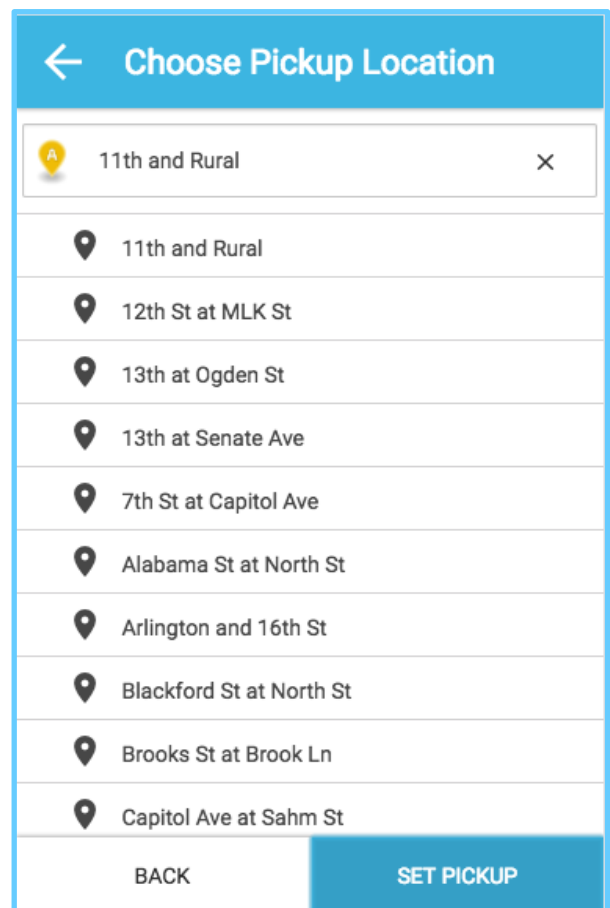 Choose Pickup Location
A
11th and Rural
11th and Rural
12th St at MLK St
13th at Ogden St
13th at Senate Ave
7th St at Capitol Ave
Alabama St at North St
Arlington and 16th St
Blackford St at North St
Brooks St at Brook Ln
Capitol Ave at Sahm St
BACK
SET PICKUP